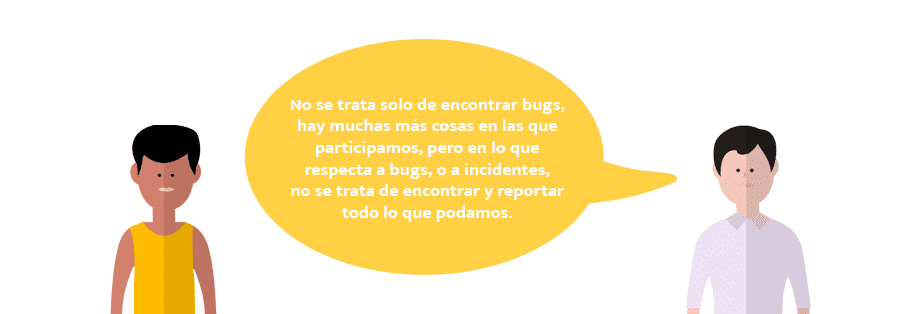 No se trata solo de encontrar bugs,
hay muchas más cosas en las que
participamos, pero en lo que
respecta a bugs, o a incidentes,
no se trata de encontrar y reportar
todo lo que podamos.